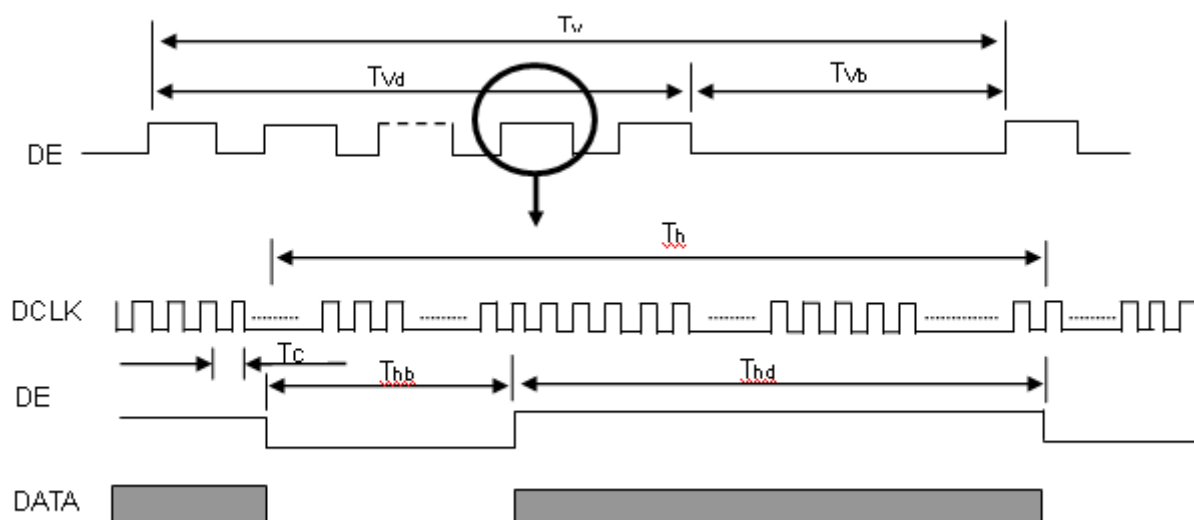 Tv
Tvd
Tvb
DE
Th
DCLK
Tc
Thb
Thd
DE
DATA